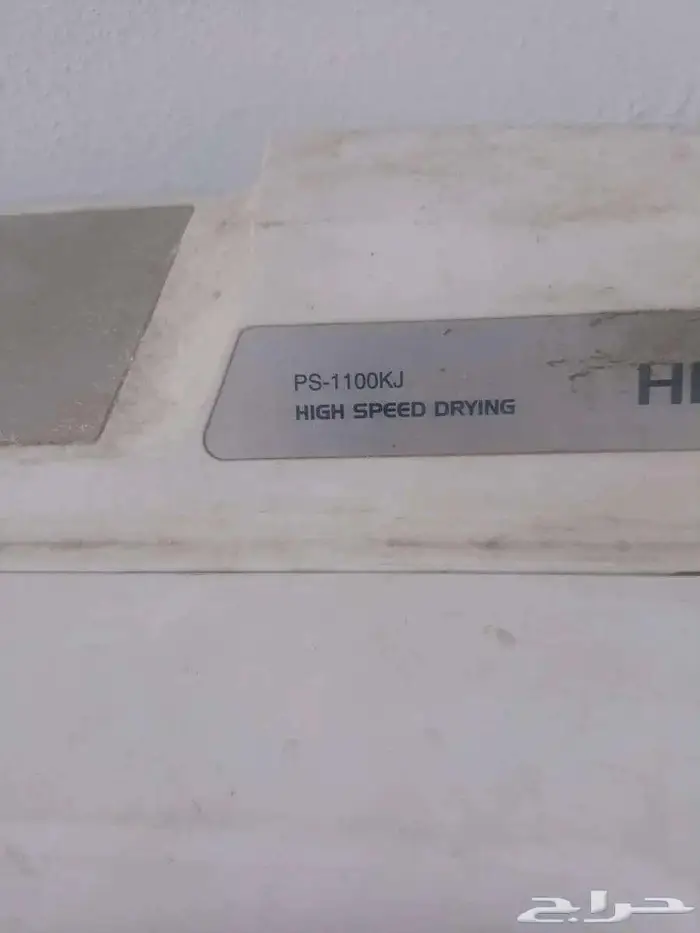 PS-1100KJ
HIGH SPEED DRYING
حراج